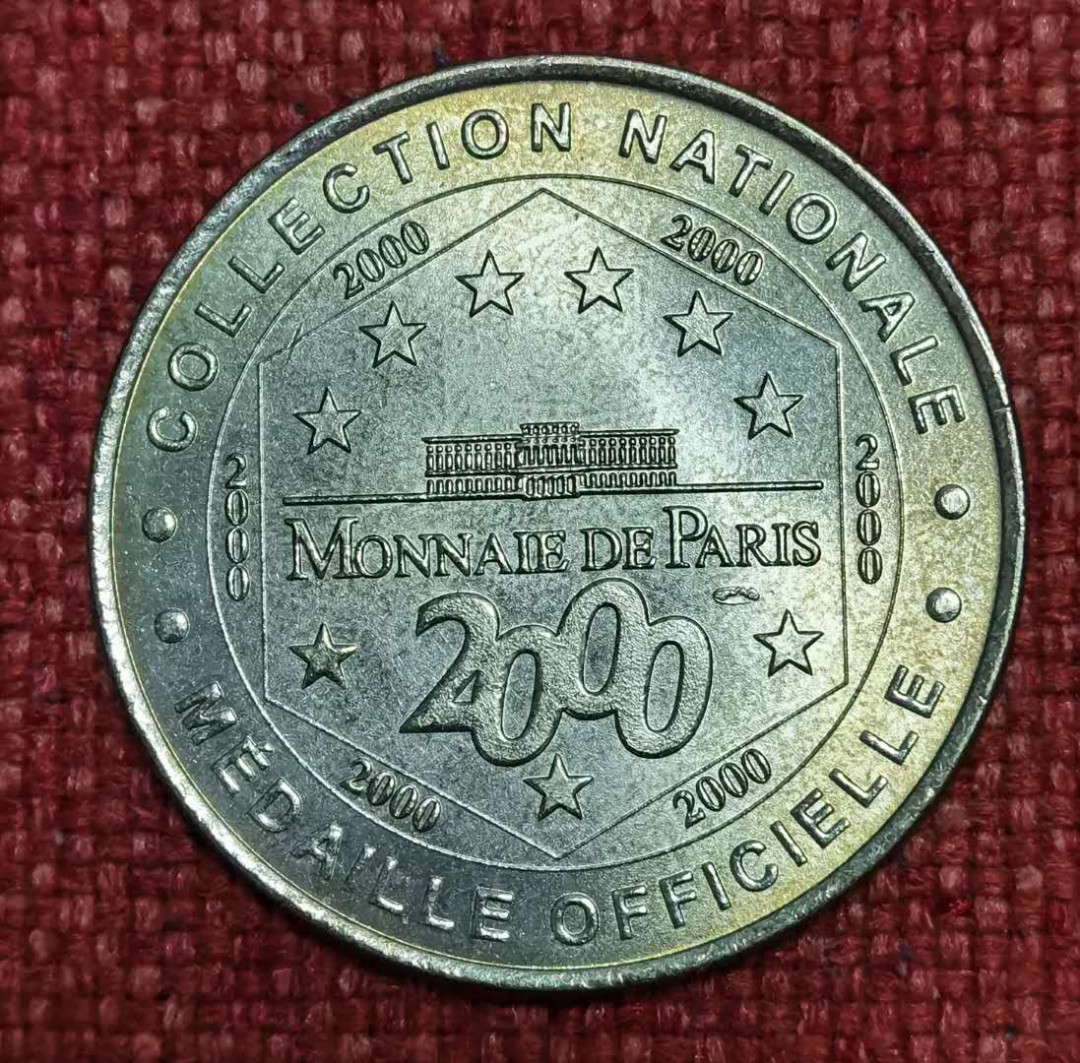 COLLECTION NATIONALE
2000 2000
2000 2000
MONNAIE DE PARIS
2000
2000 2000
MÉDAILLE OFFICIELLE